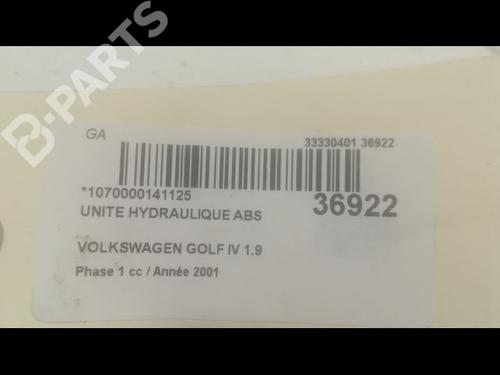 B-PARTS
GA
33330401 36922
*1070000141125
36922
UNITE HYDRAULIQUE ABS
VOLKSWAGEN GOLF IV 1.9
Phase 1 cc / Année 2001